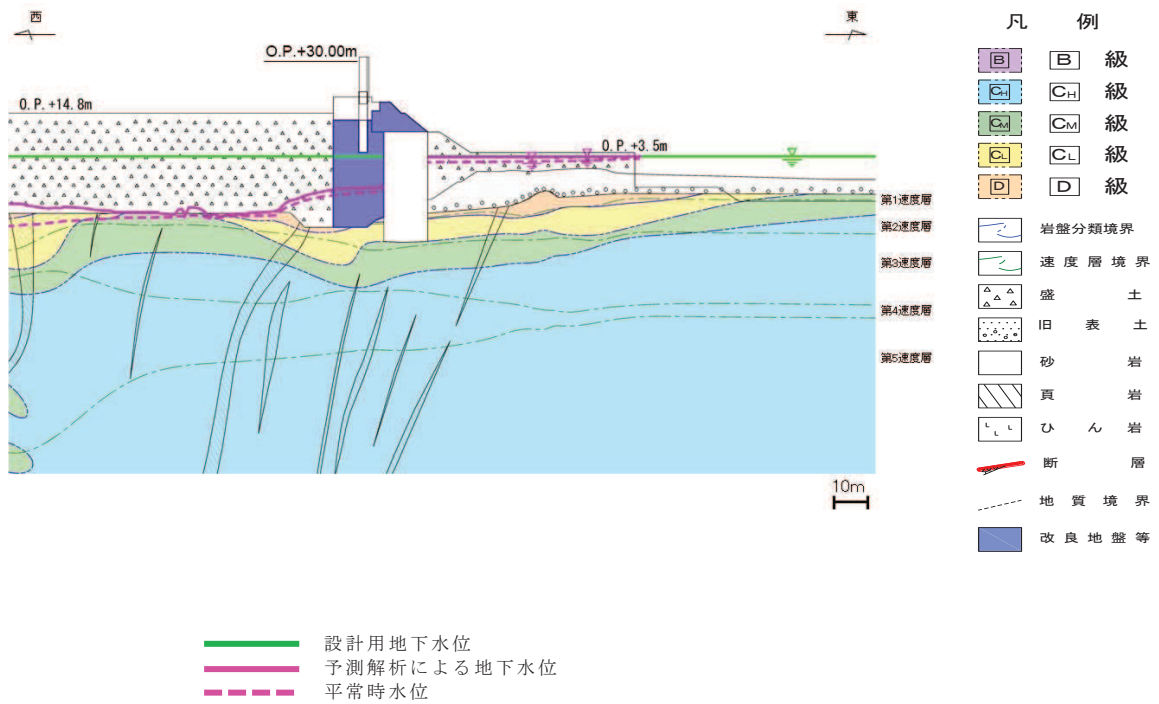 西
東
O.P.+30.00m
O.P.+14.8m
O.P.+3.5m
第1速度層
第2速度層
第3速度層
第4速度層
第5速度層
10m
凡 例
B B 級
CH CH 級
CM CM 級
CL CL 級
D D 級
岩盤分類境界
速度層境界
盛 土
旧 表 土
砂 岩
頁 岩
ひ ん 岩
断 層
地 質 境 界
改 良 地 盤 等
設計用地下水位
予測解析による地下水位
平常時水位